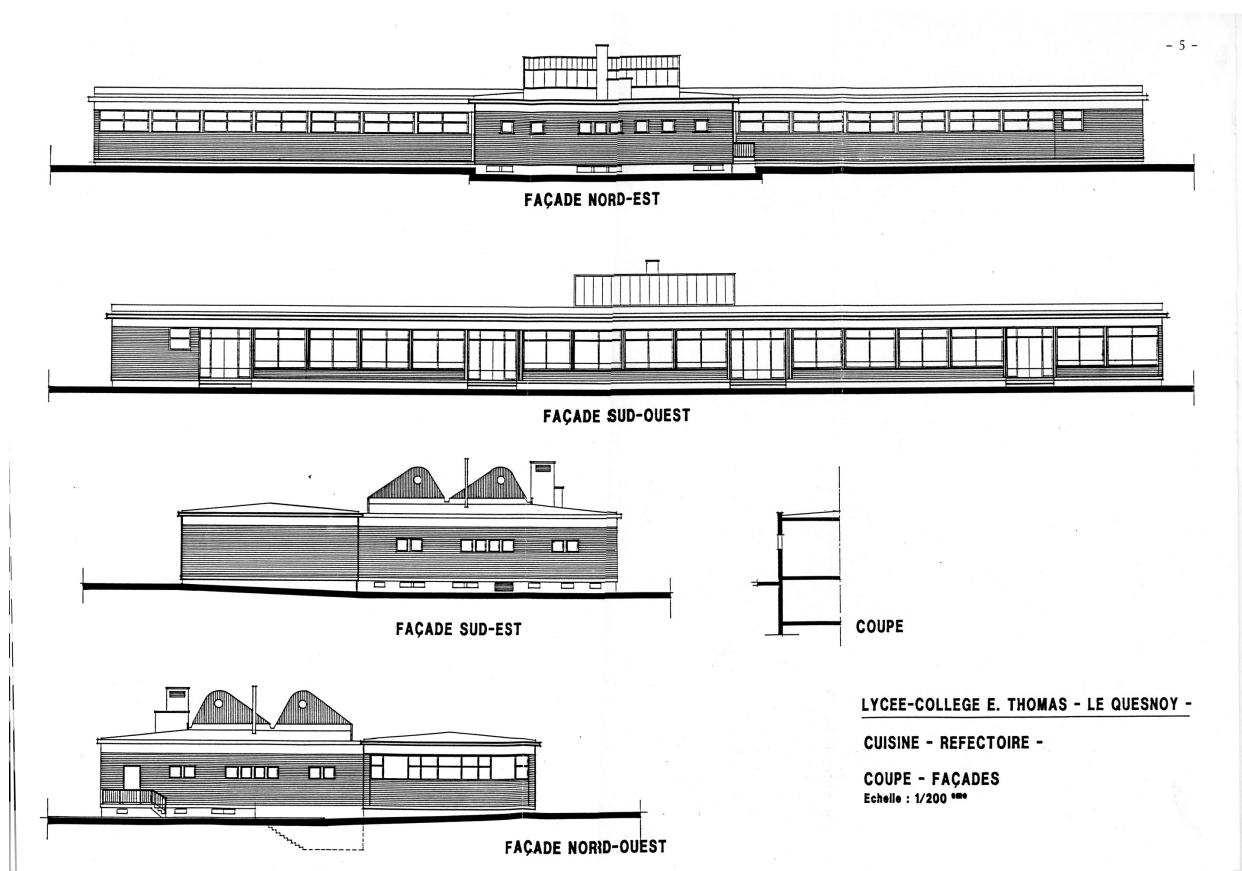 - 5 -
FAÇADE NORD-EST
FAÇADE SUD-OUEST
FAÇADE SUD-EST
COUPE
LYCEE-COLLEGE E. THOMAS - LE QUESNOY -
CUISINE - REFECTOIRE -
COUPE - FAÇADES
Echelle : 1/200 eme
FAÇADE NORD-OUEST